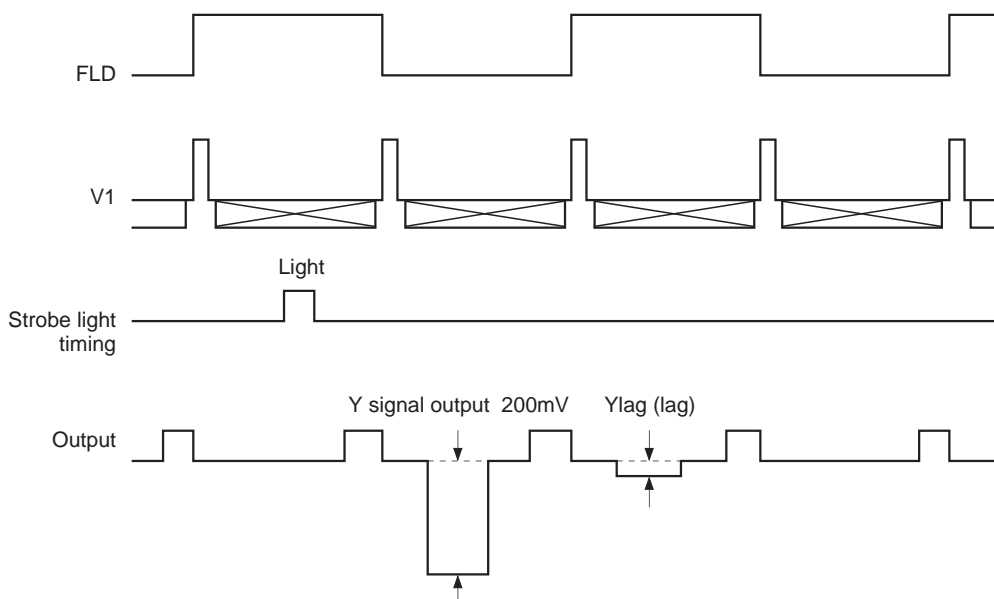 FLD
V1
Light
Strobe light
timing
Y signal output 200mV
Ylag (lag)
Output